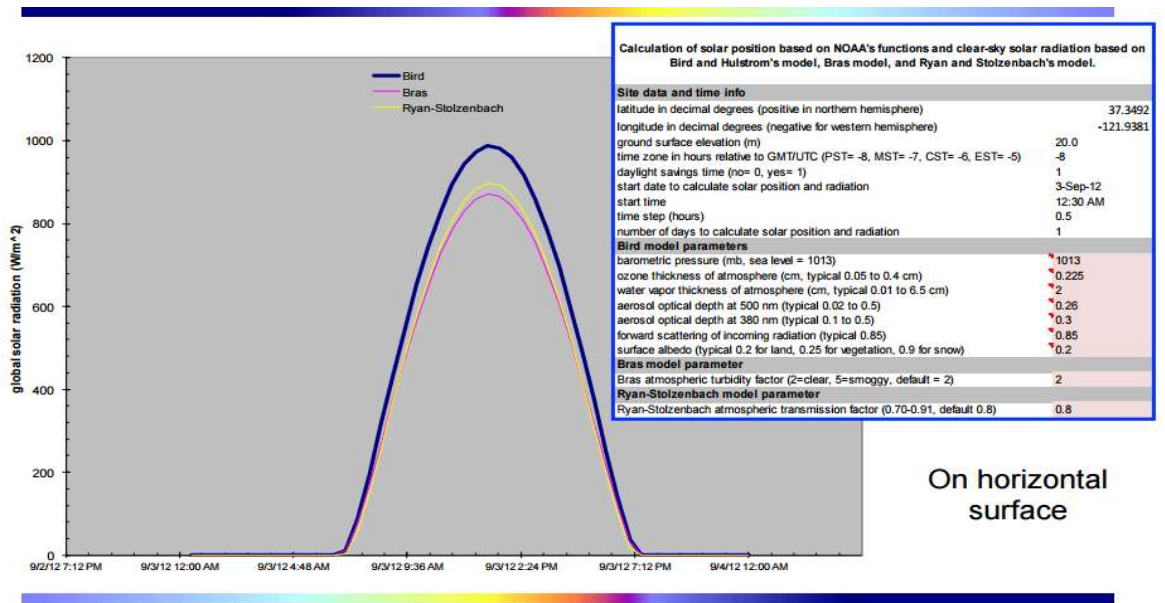 1200
1000
800
600
400
200
0
global solar radiation (W/m^2)
Bird
Bras
Ryan-Stolzenbach
9/2/12 7:12 PM
9/3/12 12:00 AM
9/3/12 4:48 AM
9/3/12 9:36 AM
9/3/12 2:24 PM
9/3/12 7:12 PM
9/4/12 12:00 AM
Calculation of solar position based on NOAA's functions and clear-sky solar radiation based on
Bird and Hulstrom's model, Bras model, and Ryan and Stolzenbach's model.
Site data and time info
latitude in decimal degrees (positive in northern hemisphere) 37.3492
longitude in decimal degrees (negative for western hemisphere) -121.9381
ground surface elevation (m) 20.0
time zone in hours relative to GMT/UTC (PST= -8, MST= -7, CST= -6, EST= -5) -8
daylight savings time (no= 0, yes= 1) 1
start date to calculate solar position and radiation 3-Sep-12
start time 12:30 AM
time step (hours) 0.5
number of days to calculate solar position and radiation 1
Bird model parameters
barometric pressure (mb, sea level = 1013) 1013
ozone thickness of atmosphere (cm, typical 0.05 to 0.4 cm) 0.225
water vapor thickness of atmosphere (cm, typical 0.01 to 6.5 cm) 2
aerosol optical depth at 500 nm (typical 0.02 to 0.5) 0.26
aerosol optical depth at 380 nm (typical 0.1 to 0.5) 0.3
forward scattering of incoming radiation (typical 0.85) 0.85
surface albedo (typical 0.2 for land, 0.25 for vegetation, 0.9 for snow) 0.2
Bras model parameter
Bras atmospheric turbidity factor (2=clear, 5=smoggy, default = 2) 2
Ryan-Stolzenbach model parameter
Ryan-Stolzenbach atmospheric transmission factor (0.70-0.91, default 0.8) 0.8
On horizontal
surface